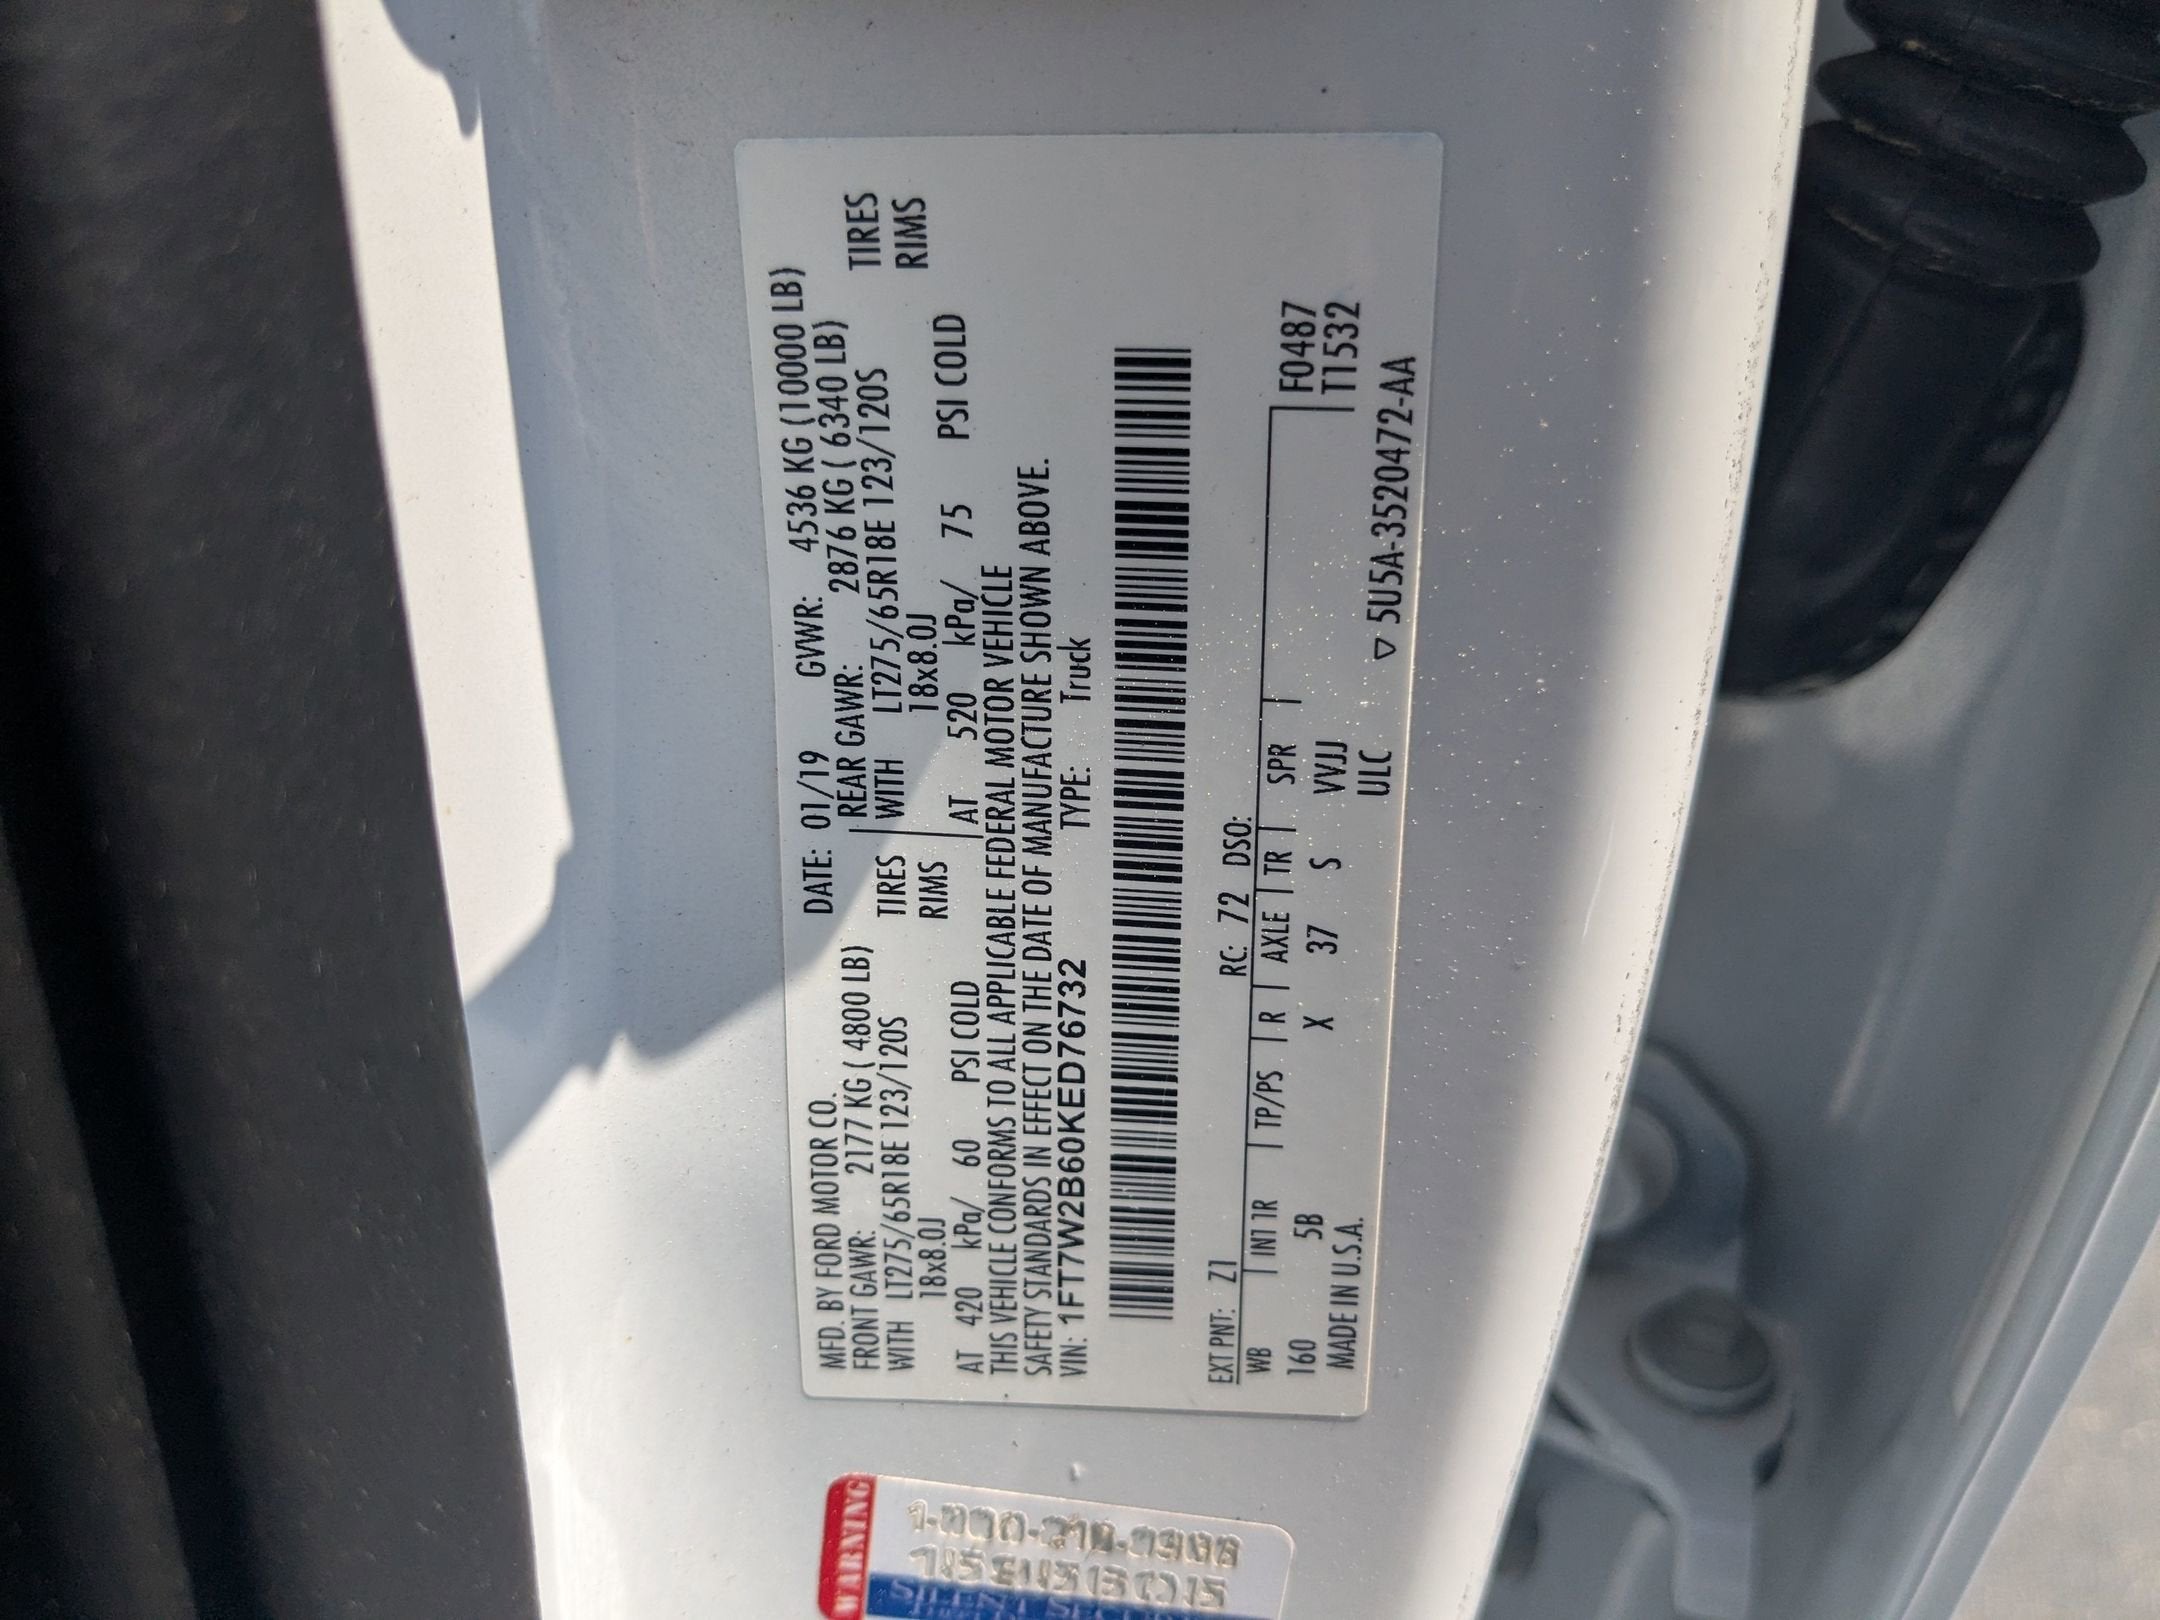 MFD. BY FORD MOTOR CO.
DATE: 01/19 GVWR: 4536 KG (10000 LB)
FRONT GAWR: 2177 KG ( 4800 LB) REAR GAWR: 2876 KG ( 6340 LB)
WITH LT275/65R18E 123/120S TIRES WITH LT275/65R18E 123/120S TIRES
18x8.0J RIMS 18x8.0J RIMS
AT 420 kPa/ 60 PSI COLD AT 520 kPa/ 75 PSI COLD
THIS VEHICLE CONFORMS TO ALL APPLICABLE FEDERAL MOTOR VEHICLE
SAFETY STANDARDS IN EFFECT ON THE DATE OF MANUFACTURE SHOWN ABOVE.
VIN: 1FT7W2B60KED76732 TYPE: Truck
EXT PNT: Z1 RC: 72 DSO:
WB INT TR TP/PS R AXLE TR SPR F0487
160 5B X 37 S VVJJ T1532
MADE IN U.S.A. ULC ▽ 5U5A-3520472-AA
WARNING